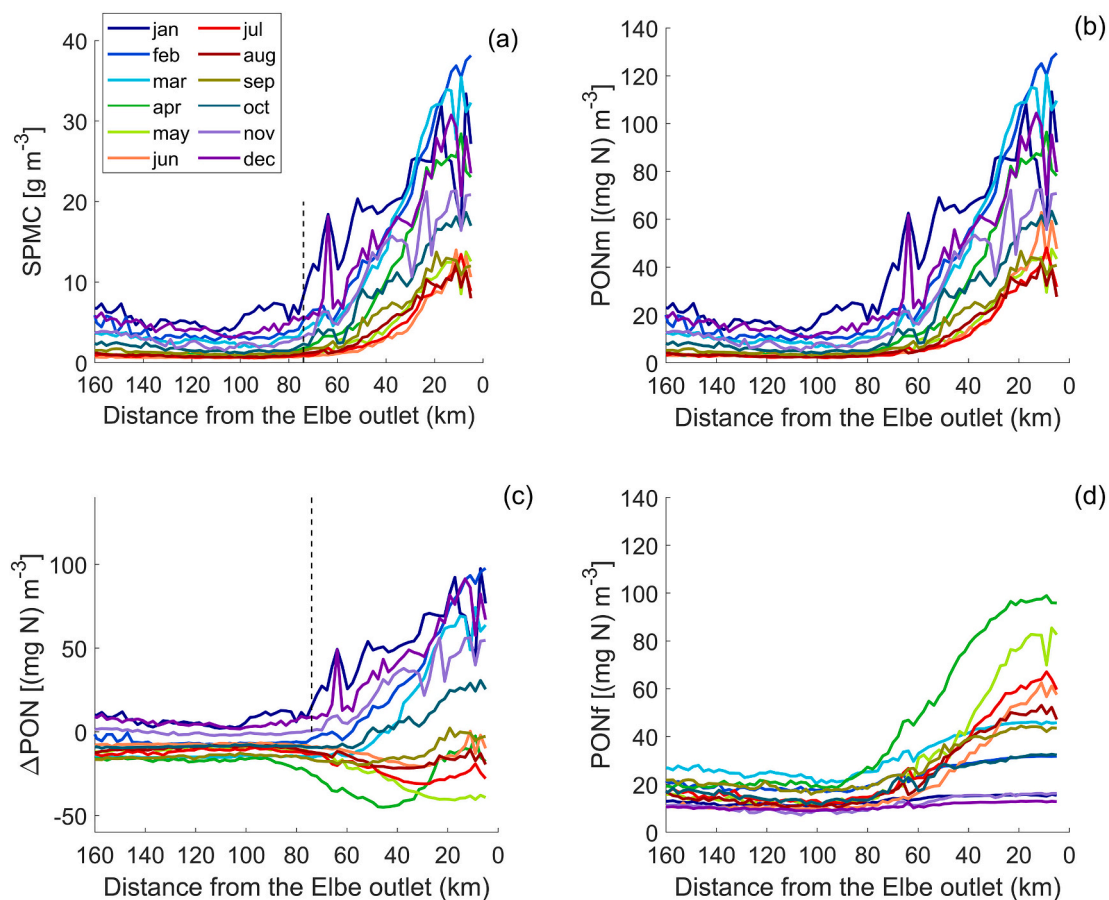 (a)
jan jul
feb aug
mar sep
apr oct
may nov
jun dec
40
30
20
10
0
SPMC [g m-3]
160 140 120 100 80 60 40 20 0
Distance from the Elbe outlet (km)
(b)
140
120
100
80
60
40
20
0
PONm [(mg N) m-3]
160 140 120 100 80 60 40 20 0
Distance from the Elbe outlet (km)
(c)
100
50
0
-50
ΔPON [(mg N) m-3]
160 140 120 100 80 60 40 20 0
Distance from the Elbe outlet (km)
(d)
140
120
100
80
60
40
20
0
PONf [(mg N) m-3]
160 140 120 100 80 60 40 20 0
Distance from the Elbe outlet (km)